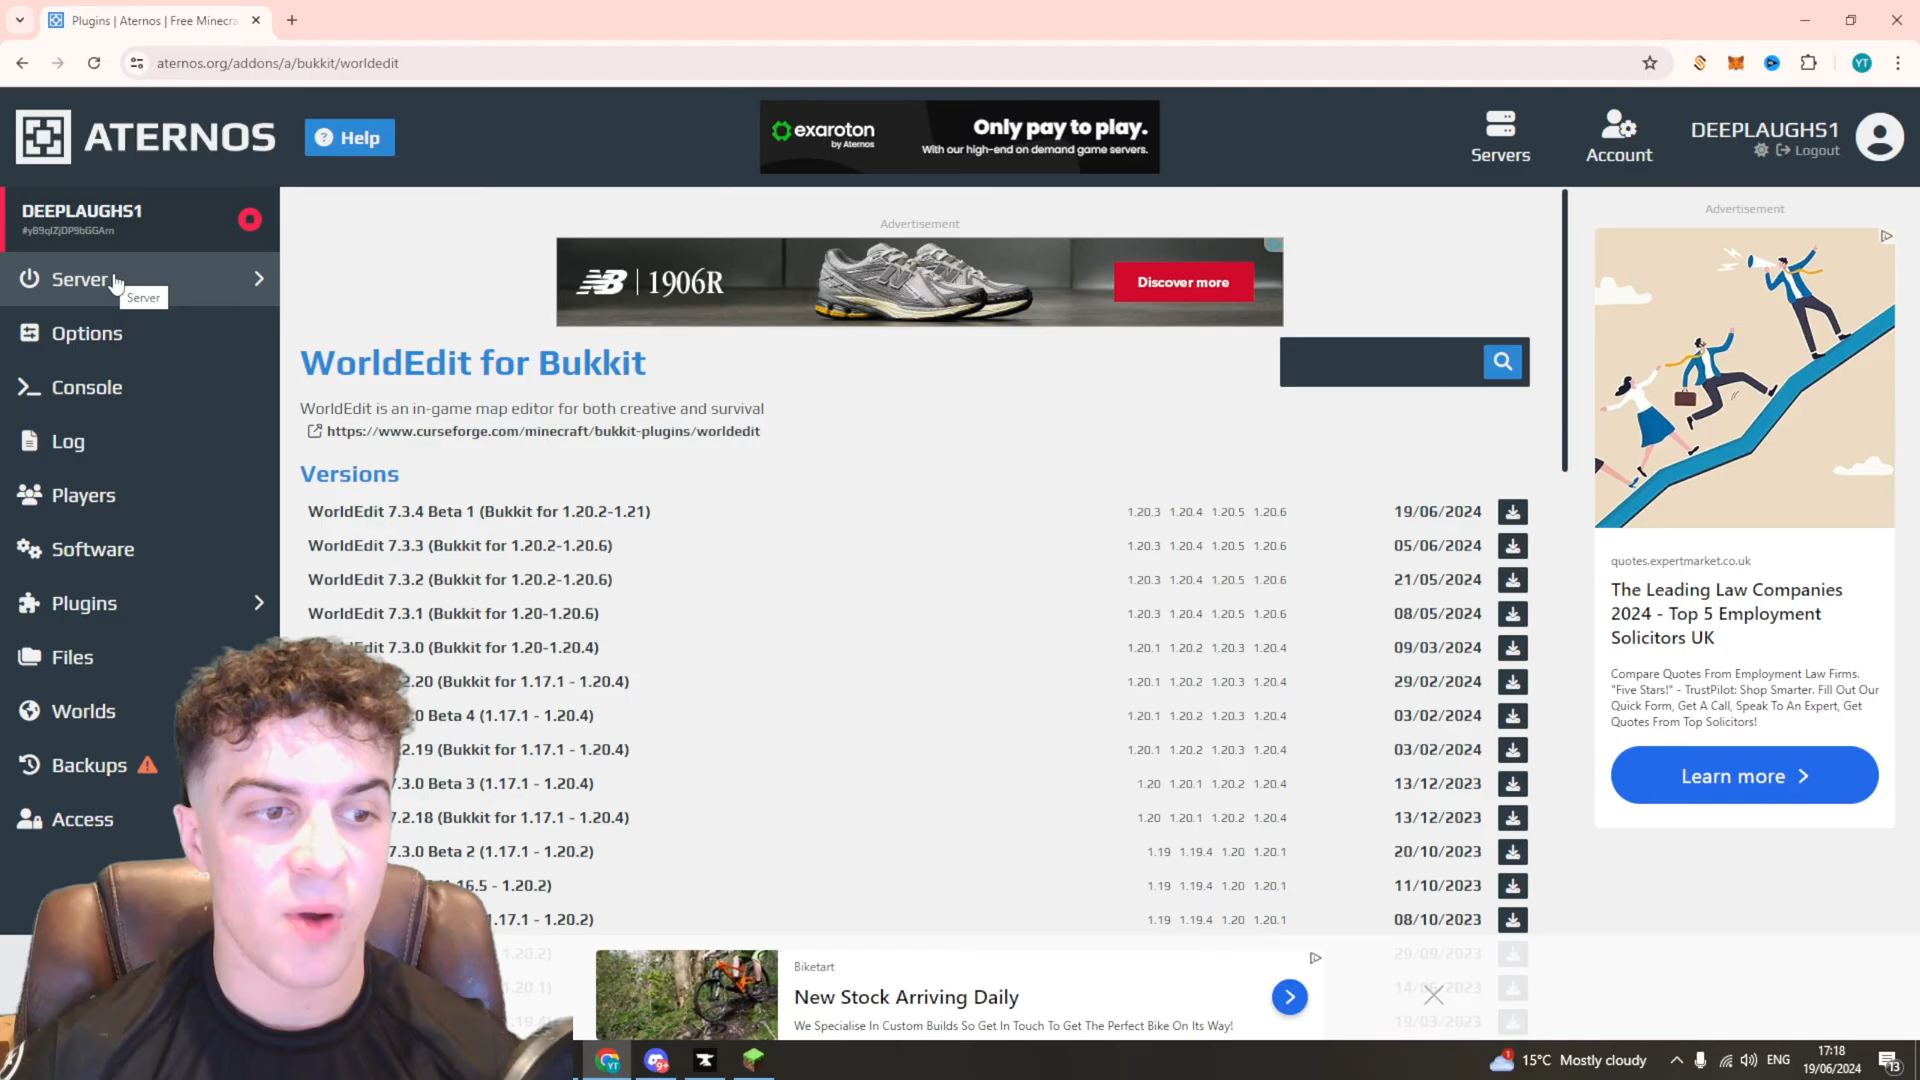 Plugins | Aternos | Free Minecra
aternos.org/addons/a/bukkit/worldedit
YT
ATERNOS
Help
exaroton
by Aternos
Only pay to play.
With our high-end on demand game servers.
Servers
Account
DEEPLAUGHS1
Logout
DEEPLAUGHS1
Server
Server
Options
Console
Log
Players
Software
Plugins
Files
Worlds
Backups
Access
Advertisement
1906R
Discover more
WorldEdit for Bukkit
WorldEdit is an in-game map editor for both creative and survival
https://www.curseforge.com/minecraft/bukkit-plugins/worldedit
Versions
WorldEdit 7.3.4 Beta 1 (Bukkit for 1.20.2-1.21) 1.20.3 1.20.4 1.20.5 1.20.6 19/06/2024
WorldEdit 7.3.3 (Bukkit for 1.20.2-1.20.6) 1.20.3 1.20.4 1.20.5 1.20.6 05/06/2024
WorldEdit 7.3.2 (Bukkit for 1.20.2-1.20.6) 1.20.3 1.20.4 1.20.5 1.20.6 21/05/2024
WorldEdit 7.3.1 (Bukkit for 1.20-1.20.6) 1.20.3 1.20.4 1.20.5 1.20.6 08/05/2024
dit 7.3.0 (Bukkit for 1.20-1.20.4) 1.20.1 1.20.2 1.20.3 1.20.4 09/03/2024
.2.20 (Bukkit for 1.17.1 - 1.20.4) 1.20.1 1.20.2 1.20.3 1.20.4 29/02/2024
.0 Beta 4 (1.17.1 - 1.20.4) 1.20.1 1.20.2 1.20.3 1.20.4 03/02/2024
.2.19 (Bukkit for 1.17.1 - 1.20.4) 1.20.1 1.20.2 1.20.3 1.20.4 03/02/2024
7.3.0 Beta 3 (1.17.1 - 1.20.4) 1.20 1.20.1 1.20.2 1.20.4 13/12/2023
7.2.18 (Bukkit for 1.17.1 - 1.20.4) 1.20 1.20.1 1.20.2 1.20.4 13/12/2023
7.3.0 Beta 2 (1.17.1 - 1.20.2) 1.19 1.19.4 1.20 1.20.1 20/10/2023
1.16.5 - 1.20.2) 1.19 1.19.4 1.20 1.20.1 11/10/2023
1.17.1 - 1.20.2) 1.19 1.19.4 1.20 1.20.1 08/10/2023
1.20.2) 29/09/2023
1.20.1) 14/ /2023
1.19.4) 19/03/2023
Advertisement
quotes.expertmarket.co.uk
The Leading Law Companies
2024 - Top 5 Employment
Solicitors UK
Compare Quotes From Employment Law Firms.
"Five Stars!" - TrustPilot: Shop Smarter. Fill Out Our
Quick Form, Get A Call, Speak To An Expert, Get
Quotes From Top Solicitors!
Learn more
Biketart
New Stock Arriving Daily
We Specialise In Custom Builds So Get In Touch To Get The Perfect Bike On Its Way!
YT
9+
1
15°C Mostly cloudy
ENG
17:18
19/06/2024
13